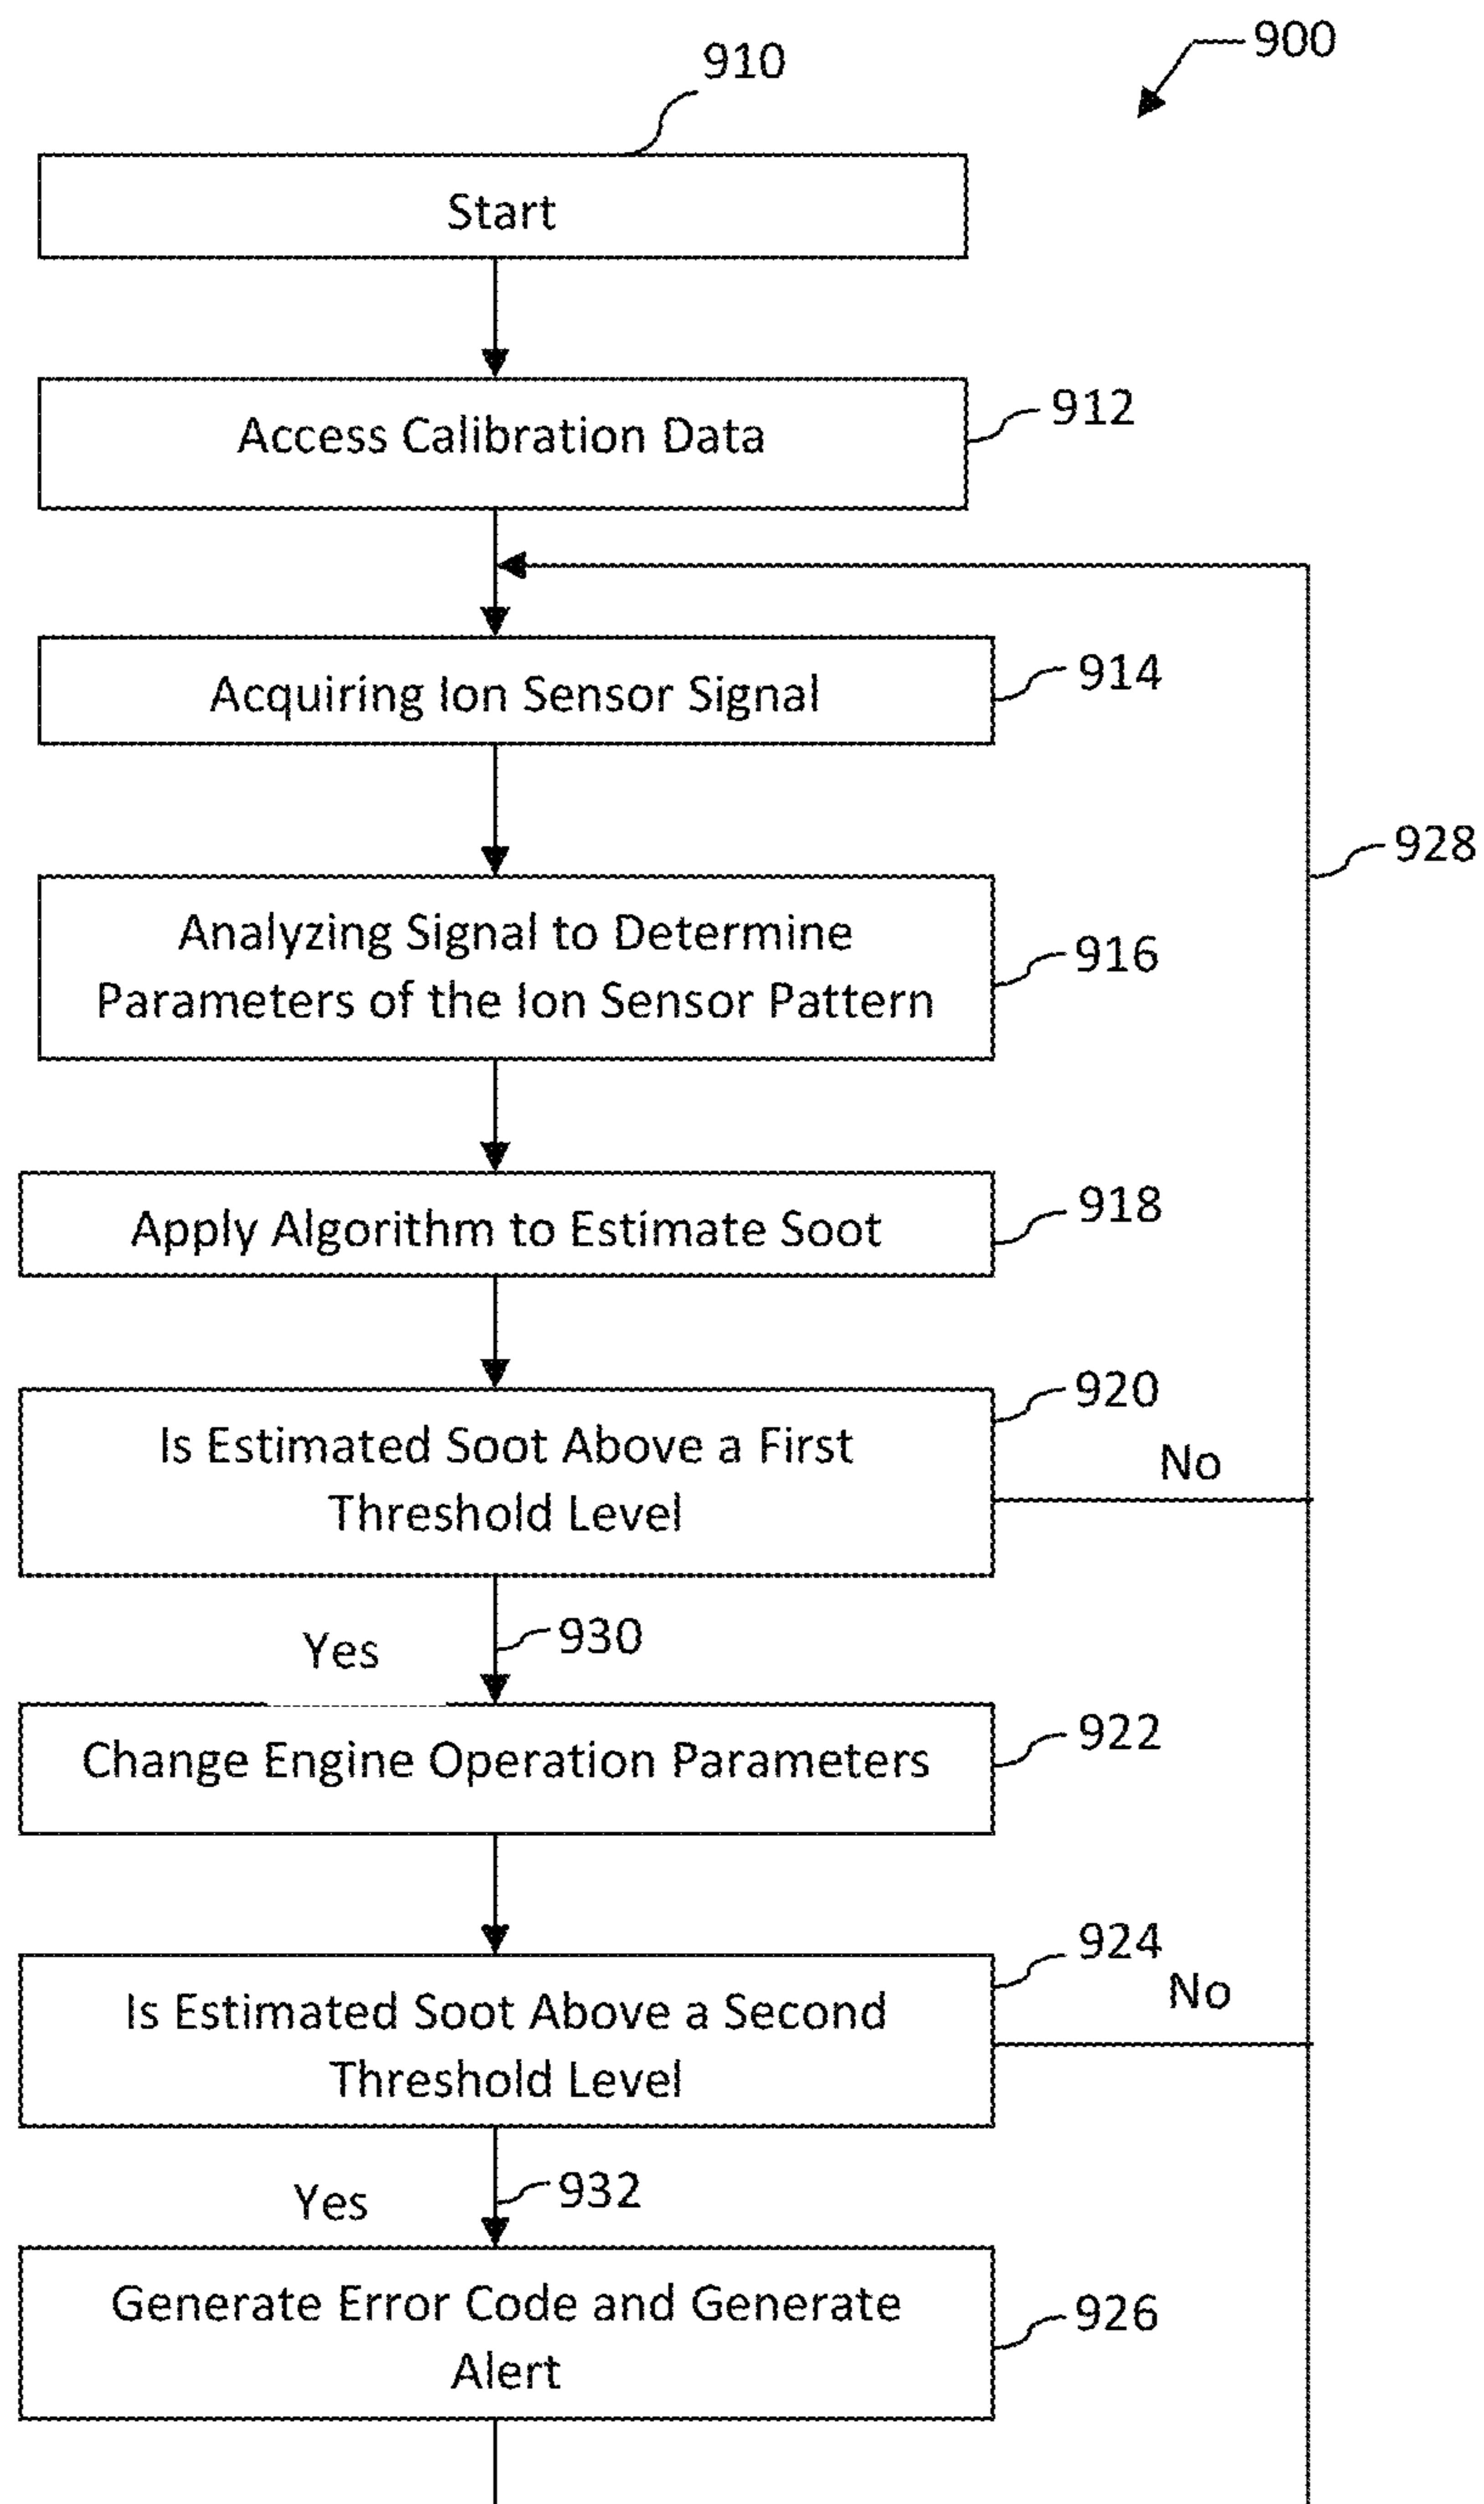 900
910
Start
Access Calibration Data
912
Acquiring Ion Sensor Signal
914
928
Analyzing Signal to Determine
Parameters of the Ion Sensor Pattern
916
Apply Algorithm to Estimate Soot
918
Is Estimated Soot Above a First
Threshold Level
920
No
Yes
930
Change Engine Operation Parameters
922
Is Estimated Soot Above a Second
Threshold Level
924
No
Yes
932
Generate Error Code and Generate
Alert
926